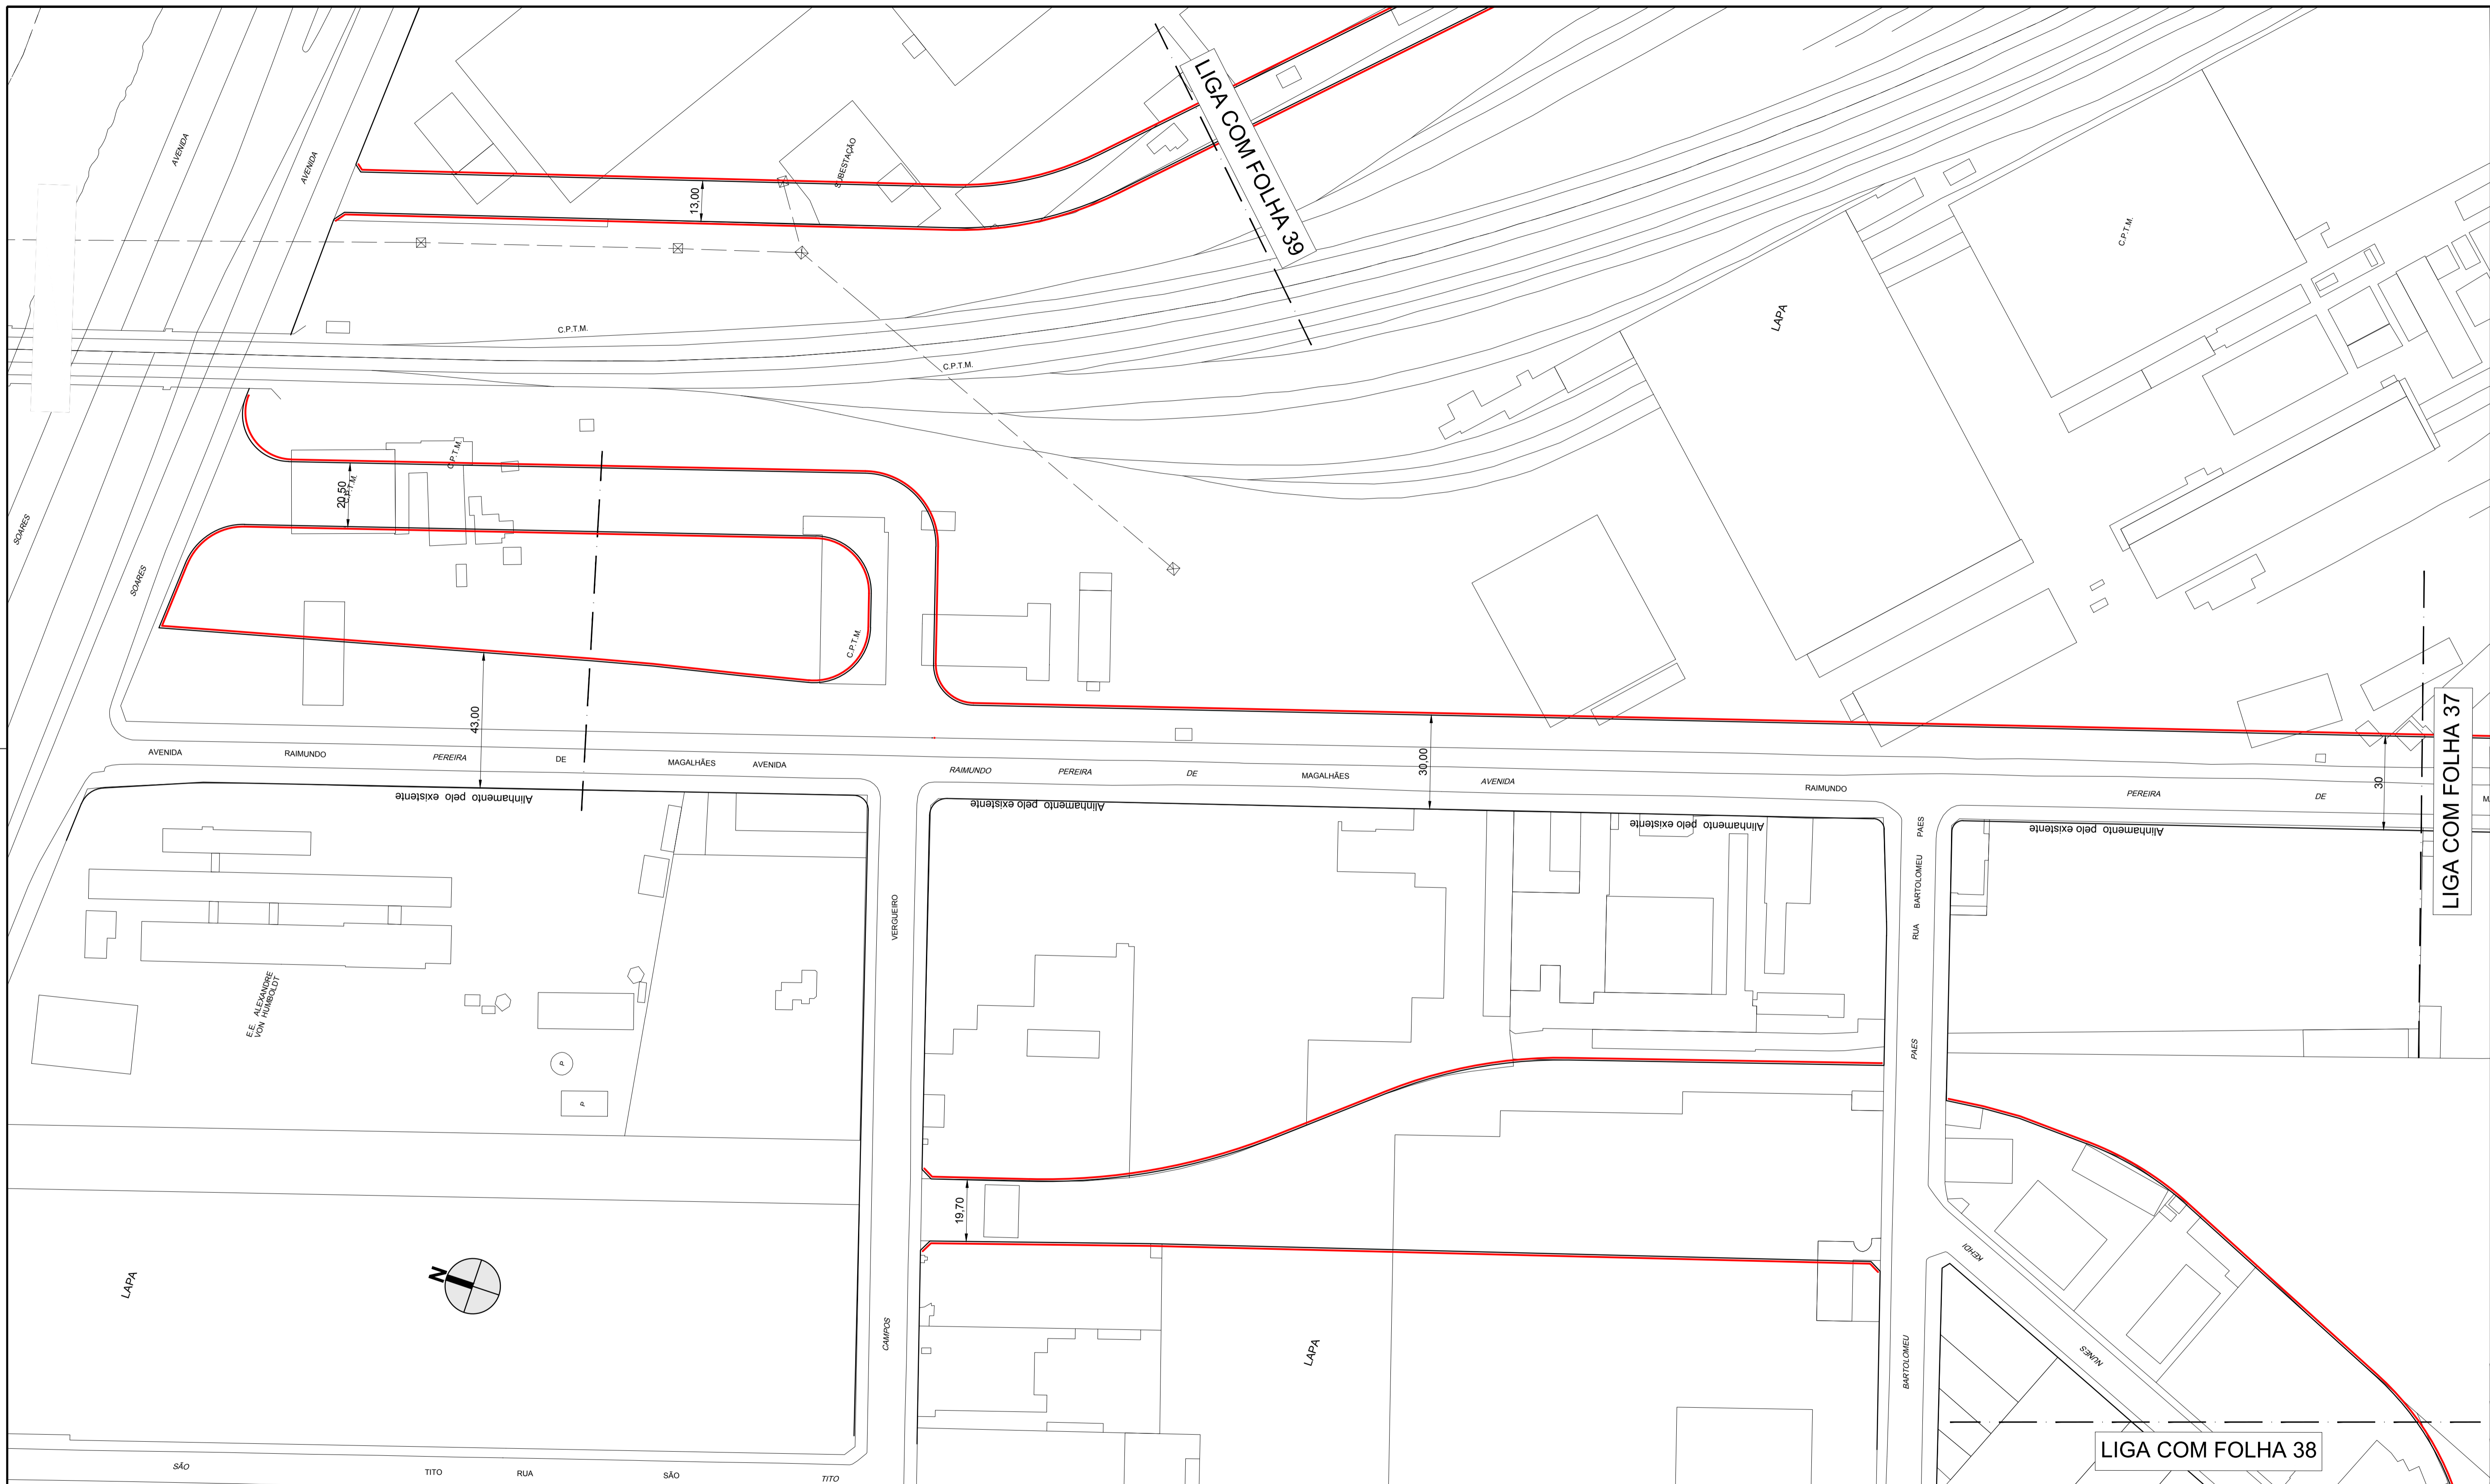 AVENIDA
AVENIDA
SOARES
SOARES
13,00
SUBESTAÇÃO
LIGA COM FOLHA 39
C.P.T.M.
C.P.T.M.
C.P.T.M.
LAPA
20,50
C.P.T.M.
C.P.T.M.
C.P.T.M.
43,00
30,00
30
LIGA COM FOLHA 37
AVENIDA RAIMUNDO PEREIRA DE MAGALHÃES AVENIDA RAIMUNDO PEREIRA DE MAGALHÃES AVENIDA RAIMUNDO PEREIRA DE M
Alinhamento pelo existente
Alinhamento pelo existente
Alinhamento pelo existente
Alinhamento pelo existente
VERGUEIRO
CAMPOS
PAES
BARTOLOMEU
RUA
PAES
BARTOLOMEU
E.E. ALEXANDRE
VON HUMBOLDT
P.
P.
19,70
N
LAPA
LAPA
KEHDI
NUNES
LIGA COM FOLHA 38
SÃO TITO RUA SÃO TITO